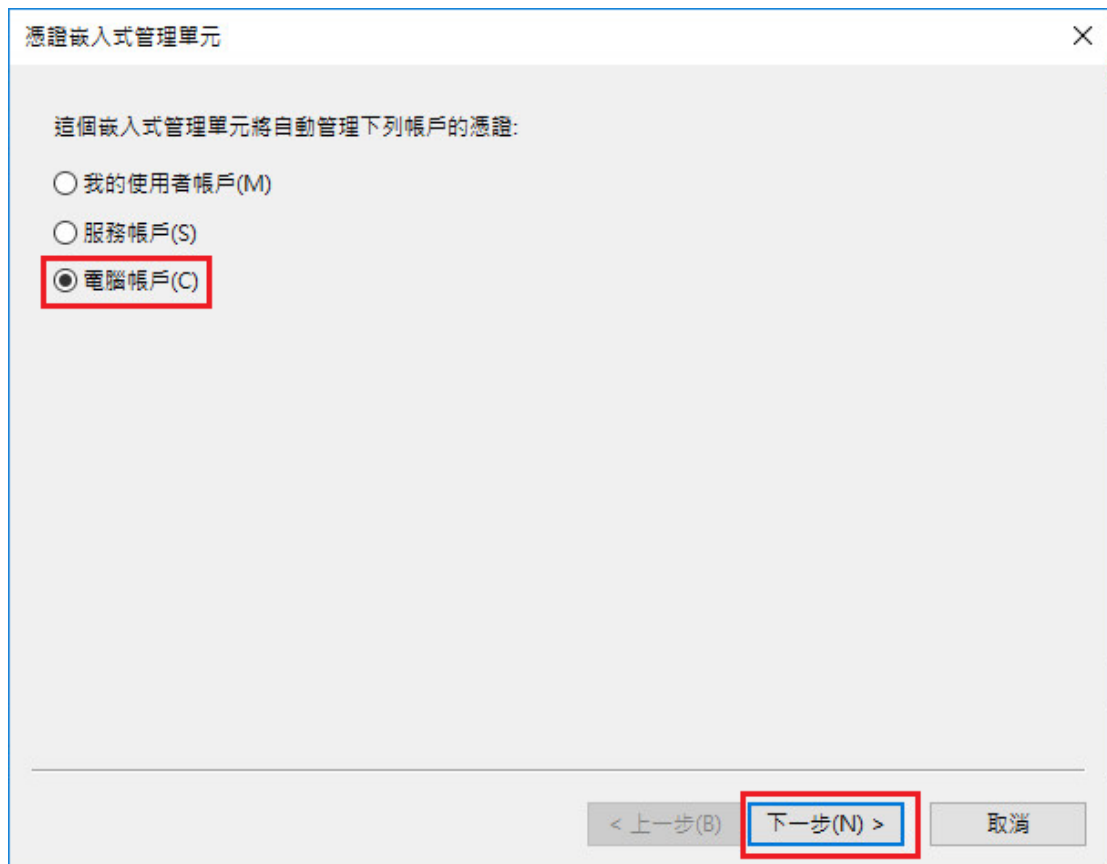 憑證嵌入式管理單元
這個嵌入式管理單元將自動管理下列帳戶的憑證:
我的使用者帳戶(M)
服務帳戶(S)
電腦帳戶(C)
< 上一步(B) 下一步(N) > 取消